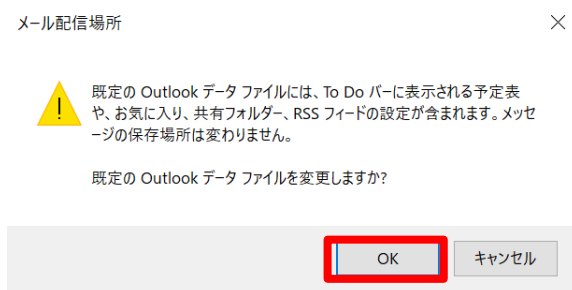 メール配信場所
既定の Outlook データ ファイルには、To Do バーに表示される予定表
や、お気に入り、共有フォルダー、RSS フィードの設定が含まれます。メッセ
ージの保存場所は変わりません。
既定の Outlook データ ファイルを変更しますか?
OK
キャンセル